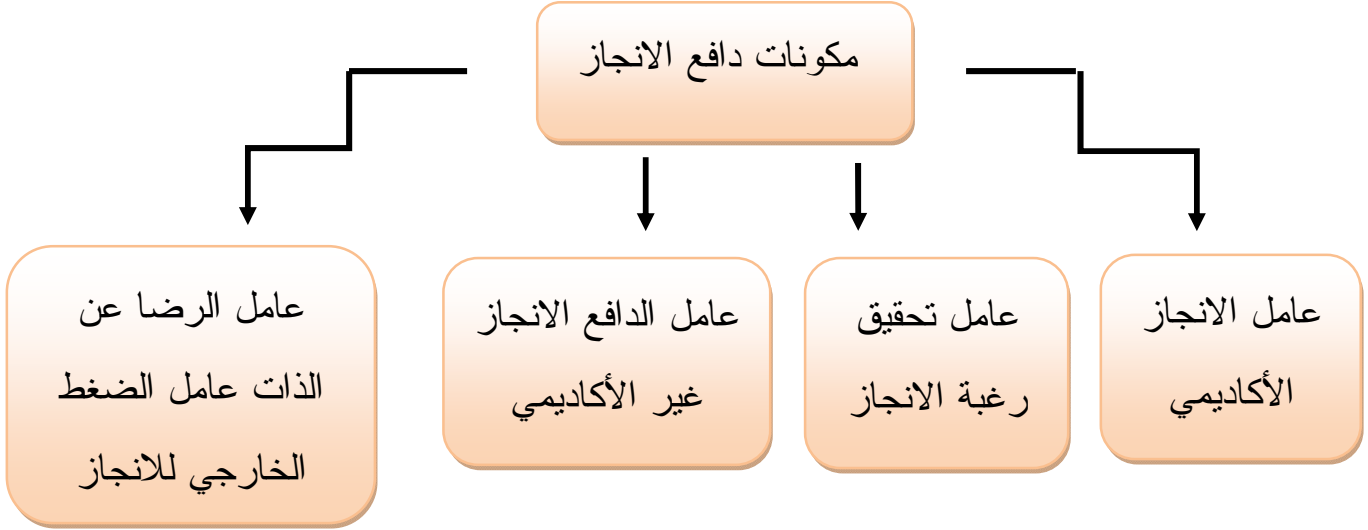 مكونات دافع الانجاز
عامل الانجاز
الأكاديمي
عامل تحقيق
رغبة الانجاز
عامل الدافع الانجاز
غير الأكاديمي
عامل الرضا عن
الذات عامل الضغط
الخارجي للانجاز